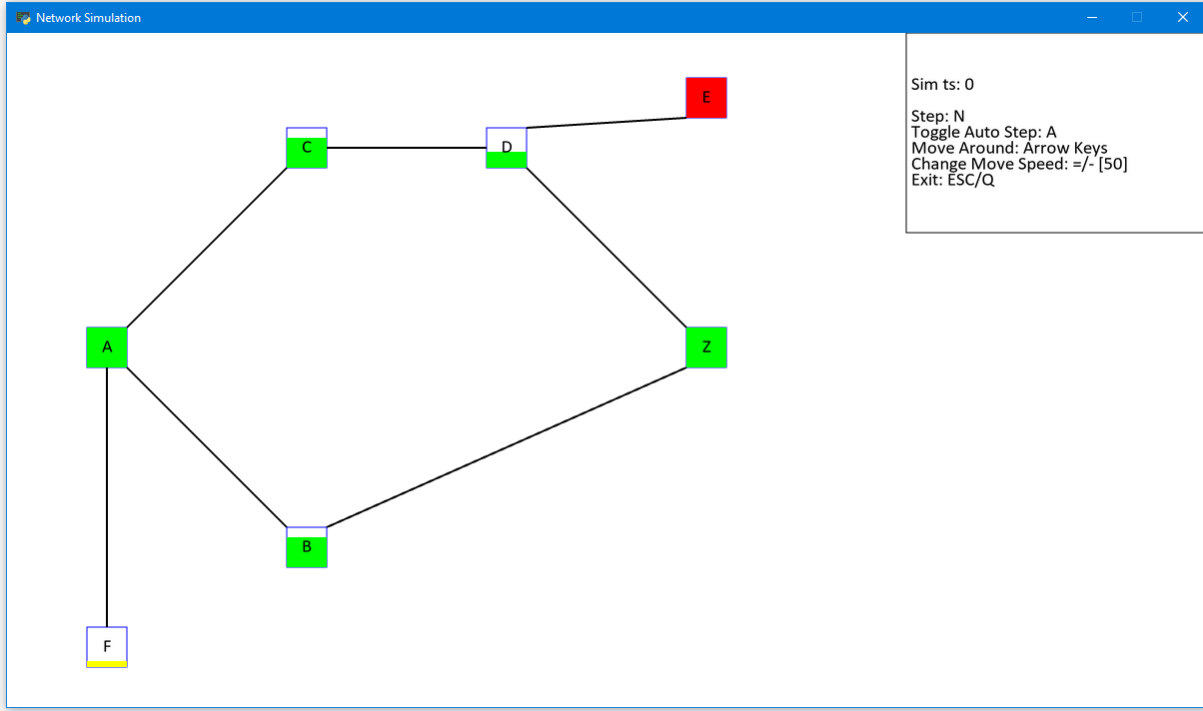 Network Simulation
E
Sim ts: 0
Step: N
Toggle Auto Step: A
Move Around: Arrow Keys
Change Move Speed: =/- [50]
Exit: ESC/Q
C
D
A
Z
B
F